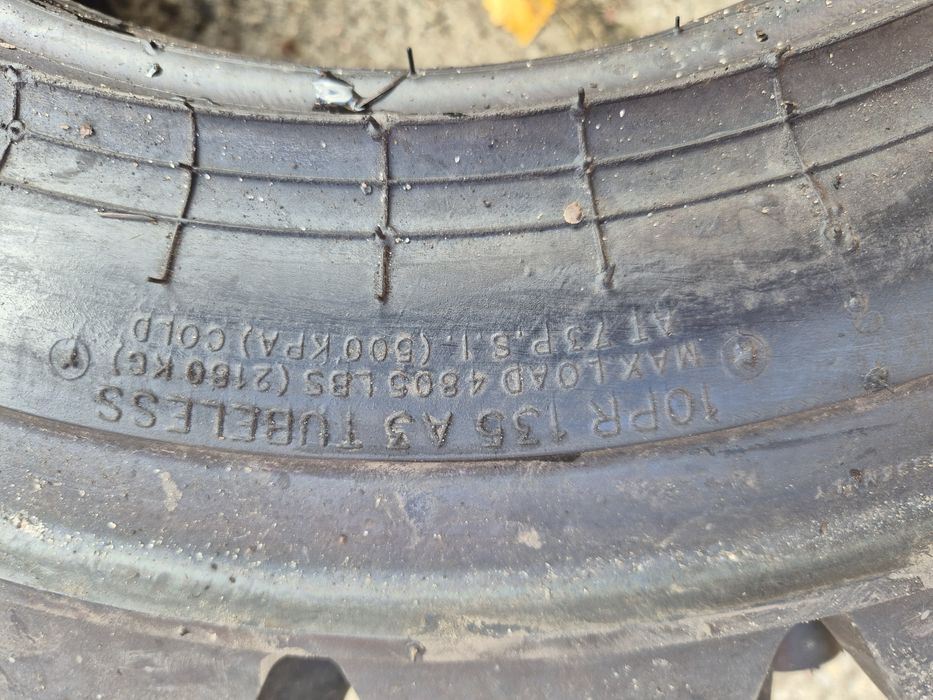 10PR 135 A3 TUBELESS
MAX.LOAD 4805 LBS (2180 KG)
AT 73 P.S.I. (500 KPA) COLD